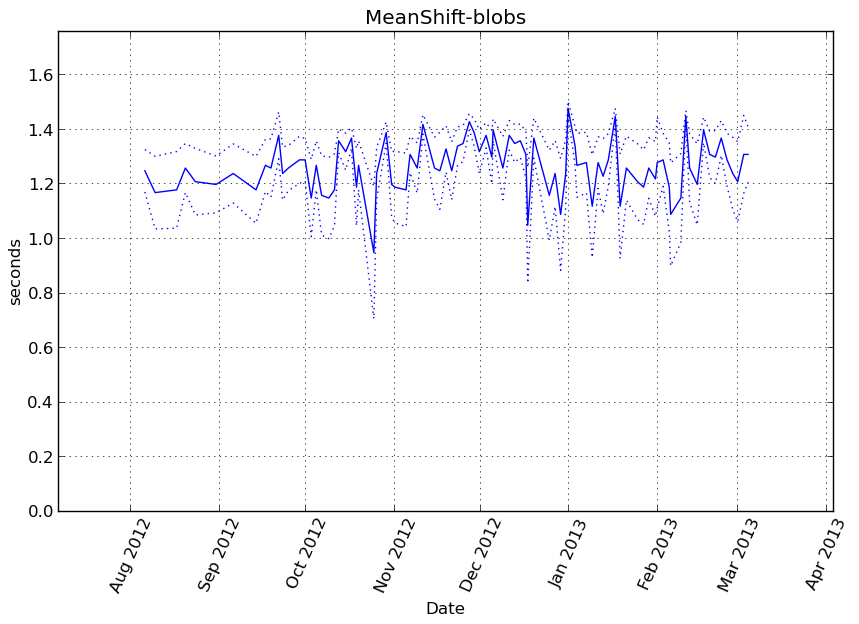 MeanShift-blobs
1.6
1.4
1.2
1.0
0.8
0.6
0.4
0.2
0.0
seconds
Aug 2012
Sep 2012
Oct 2012
Nov 2012
Dec 2012
Jan 2013
Feb 2013
Mar 2013
Apr 2013
Date